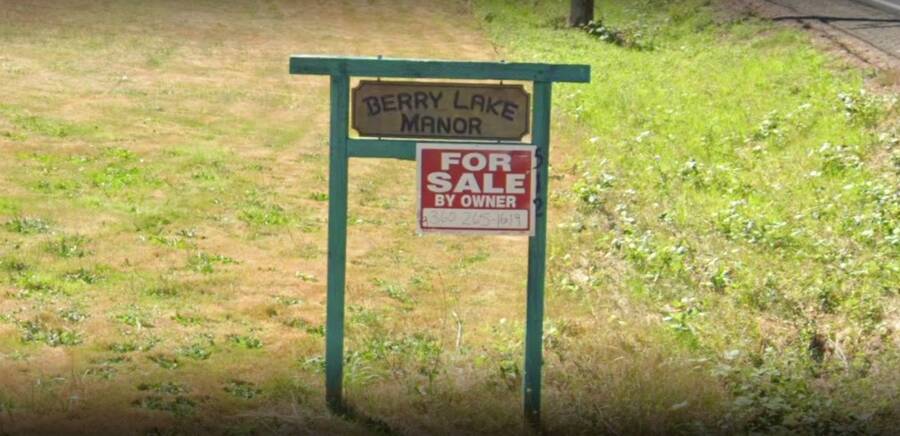 BERRY LAKE
MANOR
FOR
SALE
BY OWNER
360 265-1619